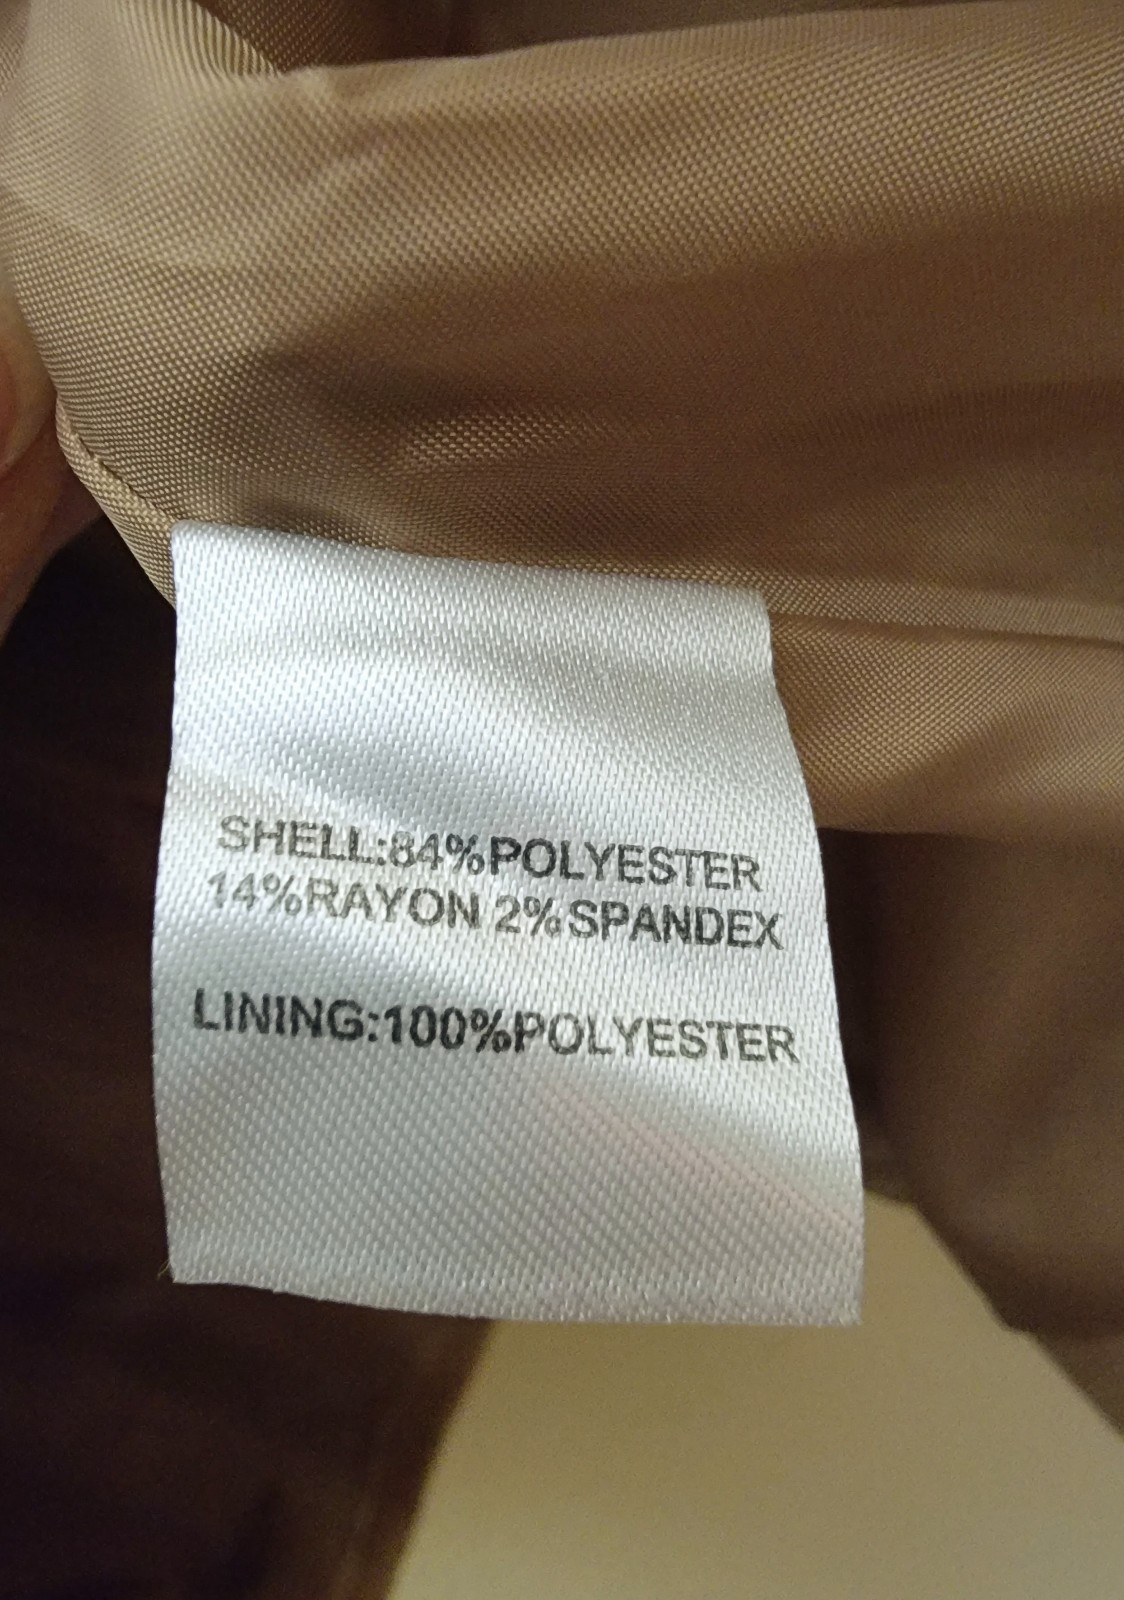 SHELL:84%POLYESTER
14%RAYON 2%SPANDEX
LINING:100%POLYESTER